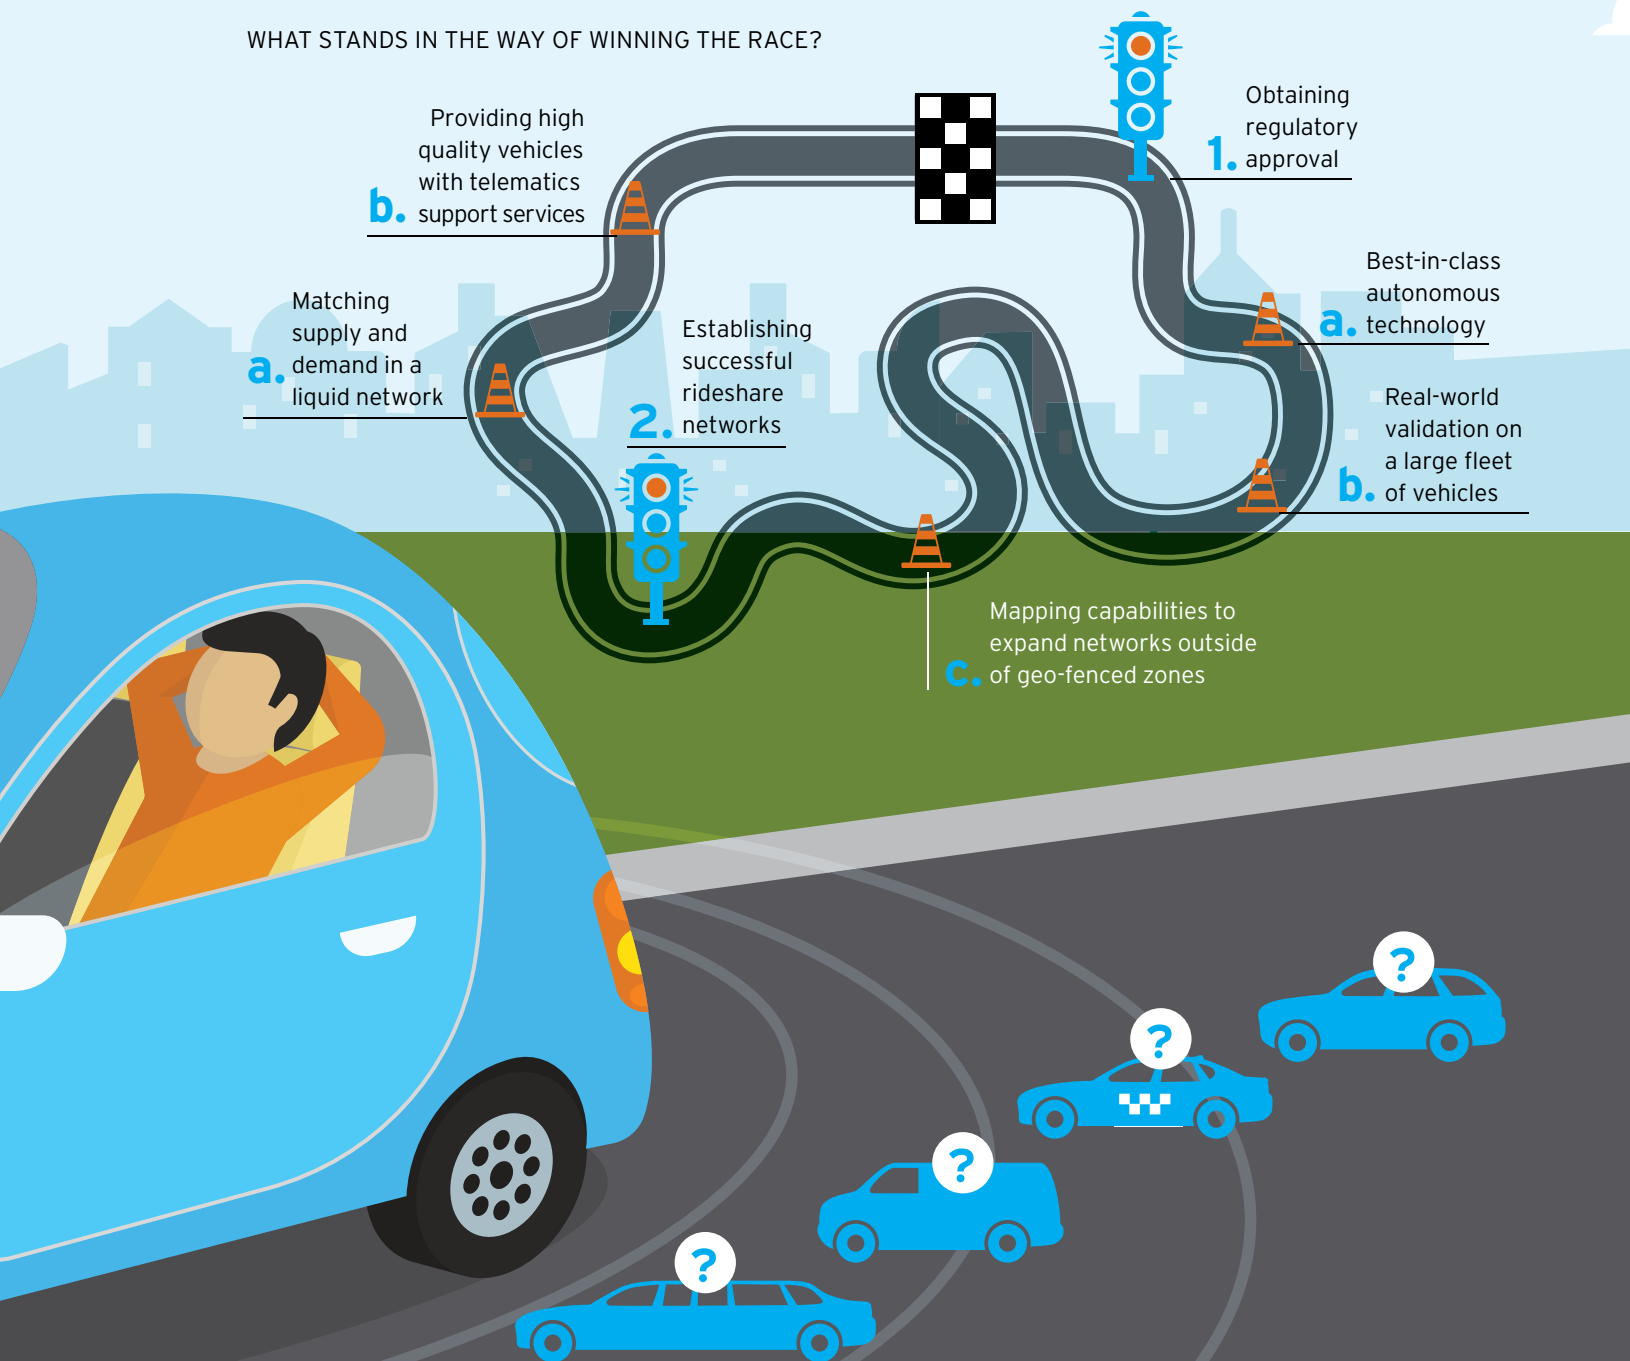 WHAT STANDS IN THE WAY OF WINNING THE RACE?
1.
Obtaining
regulatory
approval
a.
Best-in-class
autonomous
technology
b.
Real-world
validation on
a large fleet
of vehicles
2.
Establishing
successful
rideshare
networks
a.
Matching
supply and
demand in a
liquid network
b.
Providing high
quality vehicles
with telematics
support services
c.
Mapping capabilities to
expand networks outside
of geo-fenced zones
?
?
?
?